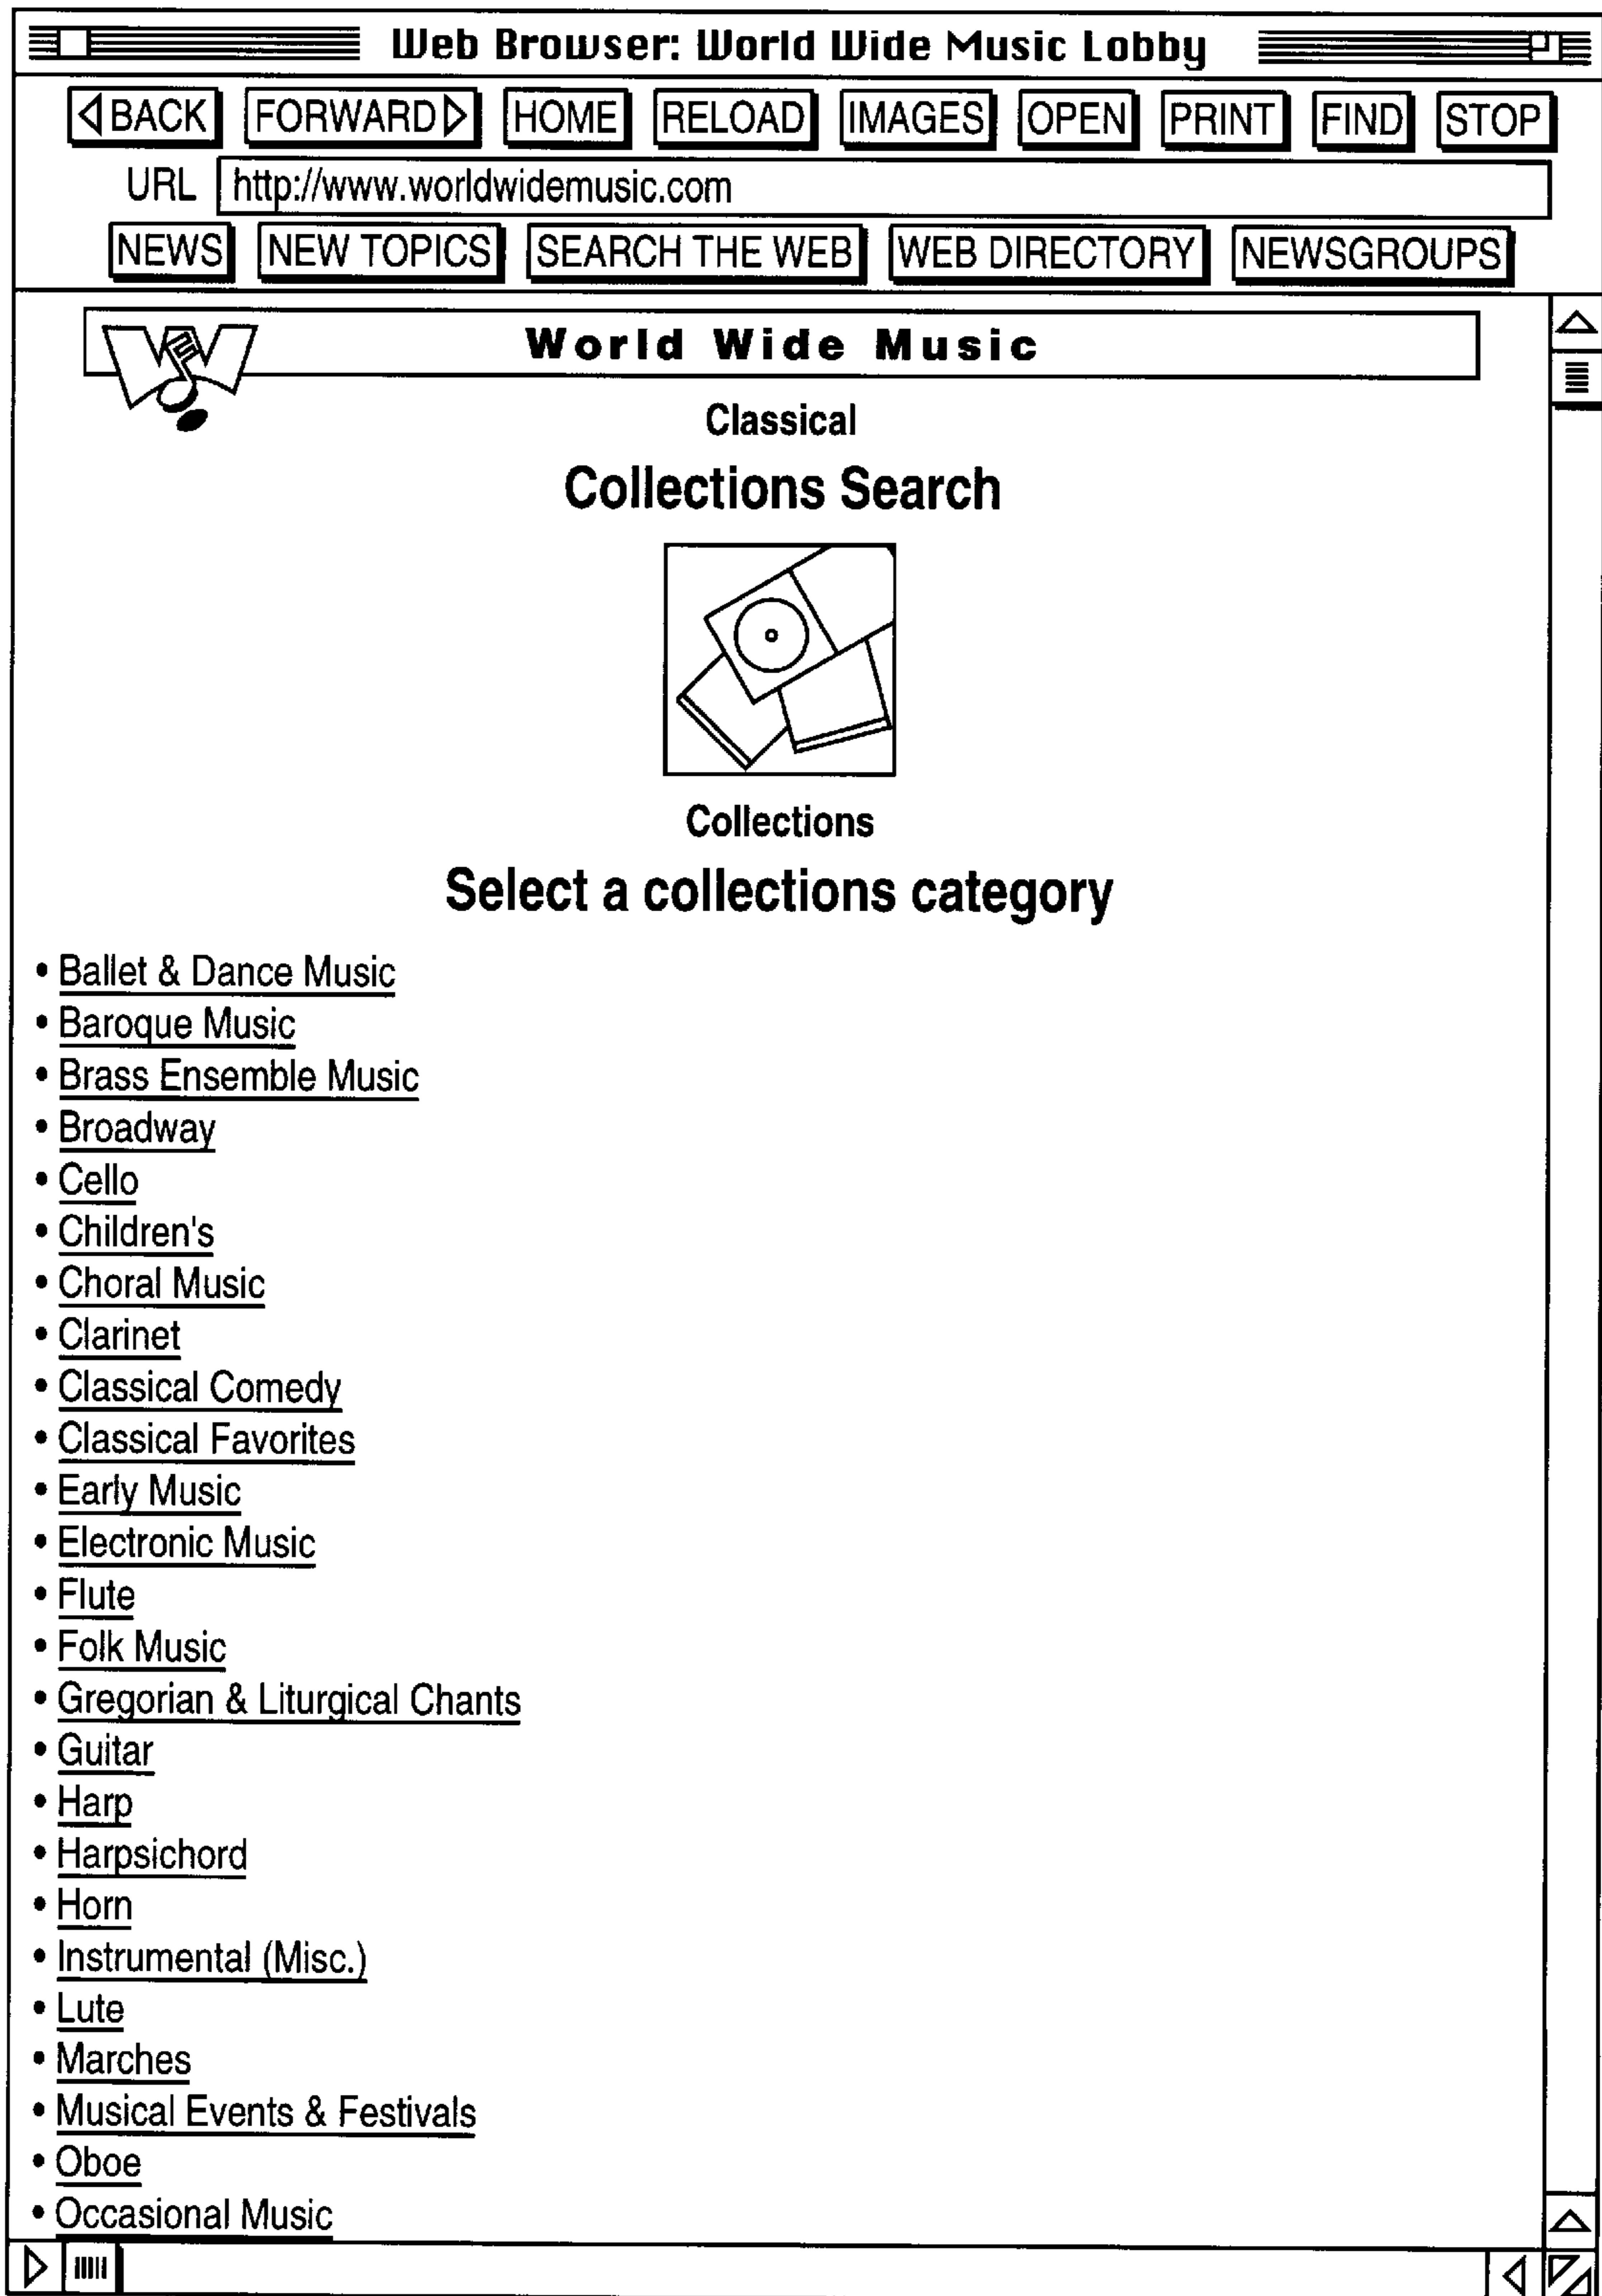 Web Browser: World Wide Music Lobby
BACK FORWARD HOME RELOAD IMAGES OPEN PRINT FIND STOP
URL http://www.worldwidemusic.com
NEWS NEW TOPICS SEARCH THE WEB WEB DIRECTORY NEWSGROUPS
World Wide Music
Classical
Collections Search
Collections
Select a collections category
• Ballet & Dance Music
• Baroque Music
• Brass Ensemble Music
• Broadway
• Cello
• Children's
• Choral Music
• Clarinet
• Classical Comedy
• Classical Favorites
• Early Music
• Electronic Music
• Flute
• Folk Music
• Gregorian & Liturgical Chants
• Guitar
• Harp
• Harpsichord
• Horn
• Instrumental (Misc.)
• Lute
• Marches
• Musical Events & Festivals
• Oboe
• Occasional Music